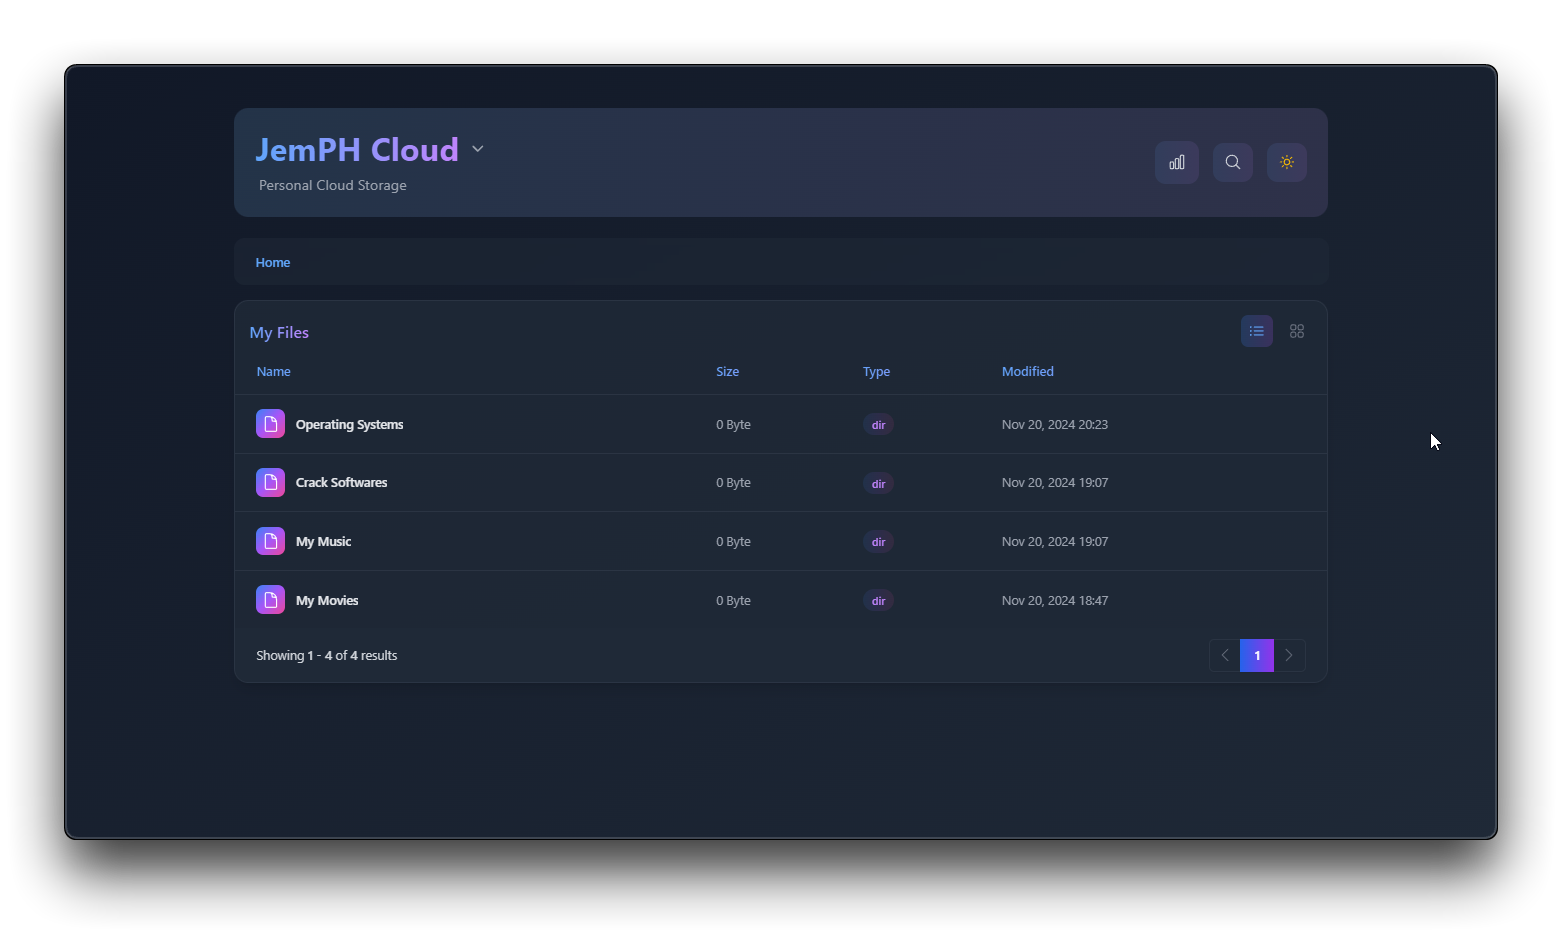 JemPH Cloud
Personal Cloud Storage
Home
My Files
Name Size Type Modified
Operating Systems 0 Byte dir Nov 20, 2024 20:23
Crack Softwares 0 Byte dir Nov 20, 2024 19:07
My Music 0 Byte dir Nov 20, 2024 19:07
My Movies 0 Byte dir Nov 20, 2024 18:47
Showing 1 - 4 of 4 results 1